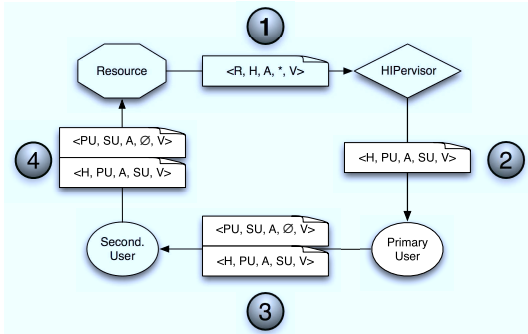 1
Resource
<R, H, A, *, V>
HIPervisor
<PU, SU, A, ∅, V>
<H, PU, A, SU, V>
4
<H, PU, A, SU, V>
2
Second.
User
<PU, SU, A, ∅, V>
<H, PU, A, SU, V>
Primary
User
3